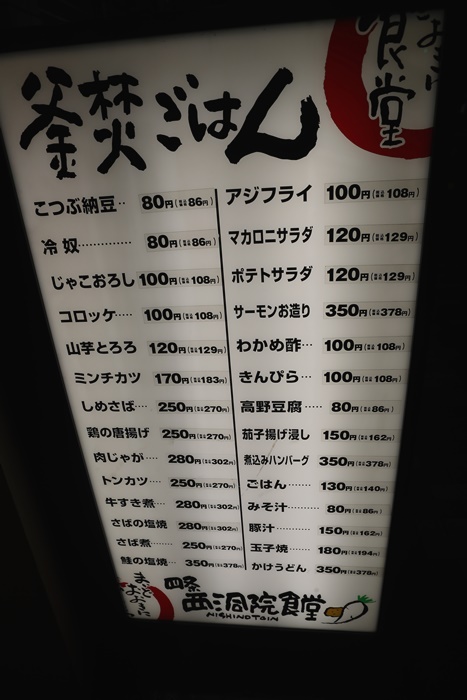 おおきに
食堂
釜焚ごはん
こつぶ納豆‥ 80円(税込86円)
冷奴‥‥‥‥‥ 80円(税込86円)
じゃこおろし 100円(税込108円)
コロッケ‥‥ 100円(税込108円)
山芋とろろ 120円(税込129円)
ミンチカツ 170円(税込183円)
しめさば‥‥ 250円(税込270円)
鶏の唐揚げ 250円(税込270円)
肉じゃが‥‥ 280円(税込302円)
トンカツ‥‥ 250円(税込270円)
牛すき煮‥‥ 280円(税込302円)
さばの塩焼‥ 280円(税込302円)
さば煮‥‥‥ 250円(税込270円)
鮭の塩焼‥ 350円(税込378円)
アジフライ 100円(税込108円)
マカロニサラダ 120円(税込129円)
ポテトサラダ 120円(税込129円)
サーモンお造り 350円(税込378円)
わかめ酢‥ 100円(税込108円)
きんぴら‥ 100円(税込108円)
高野豆腐‥‥ 80円(税込86円)
茄子揚げ浸し 150円(税込162円)
煮込みハンバーグ 350円(税込378円)
ごはん‥‥‥ 130円(税込140円)
みそ汁‥‥‥ 80円(税込86円)
豚汁‥‥‥‥ 150円(税込162円)
玉子焼‥‥‥ 180円(税込194円)
かけうどん 350円(税込378円)
まいど
おおきに
四条
西洞院食堂
NISHINOTOIN